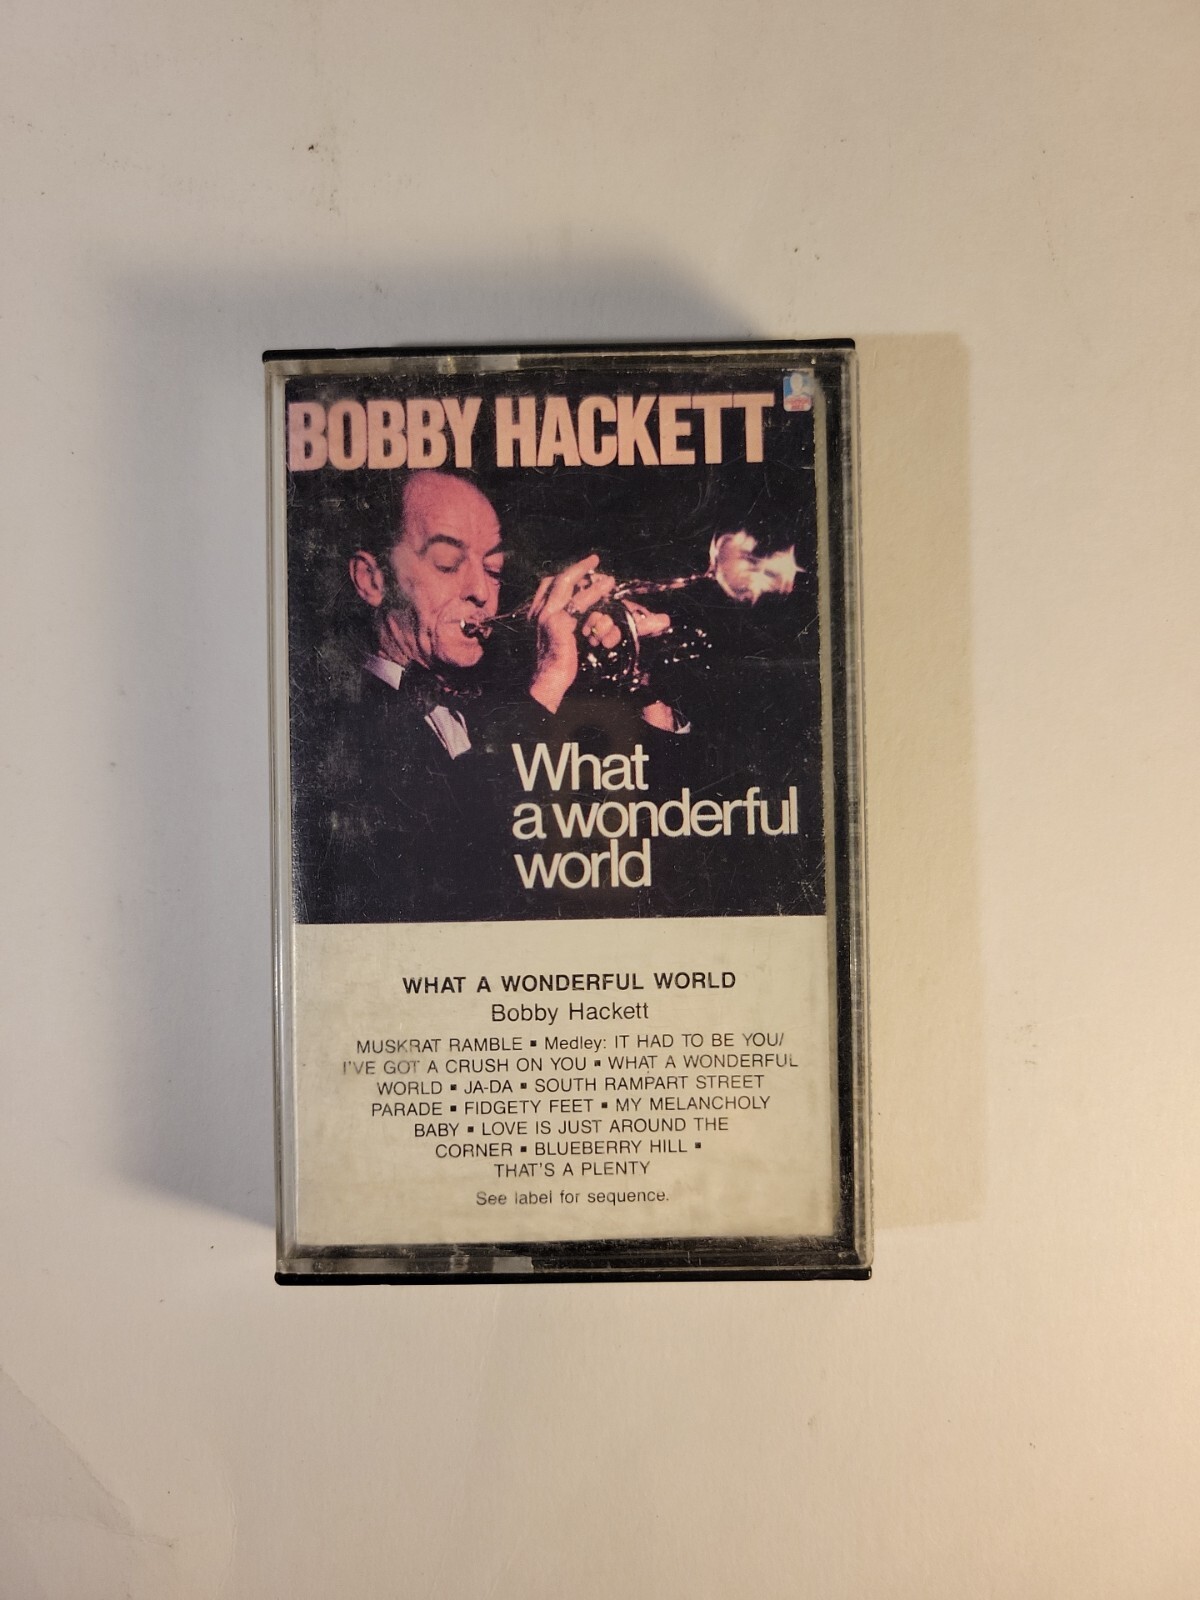 BOBBY HACKETT
What
a wonderful
world
WHAT A WONDERFUL WORLD
Bobby Hackett
MUSKRAT RAMBLE ▪ Medley: IT HAD TO BE YOU/
I'VE GOT A CRUSH ON YOU ▪ WHAT A WONDERFUL
WORLD ▪ JA-DA ▪ SOUTH RAMPART STREET
PARADE ▪ FIDGETY FEET ▪ MY MELANCHOLY
BABY ▪ LOVE IS JUST AROUND THE
CORNER ▪ BLUEBERRY HILL ▪
THAT'S A PLENTY
See label for sequence.